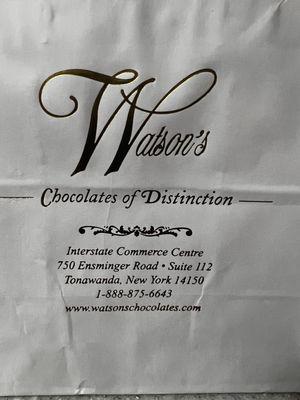 Watson's
Chocolates of Distinction
Interstate Commerce Centre
750 Ensminger Road • Suite 112
Tonawanda, New York 14150
1-888-875-6643
www.watsonschocolates.com